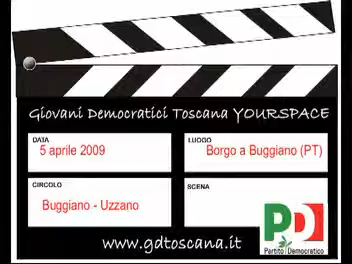 Giovani Democratici Toscana YOURSPACE
DATA
5 aprile 2009
LUOGO
Borgo a Buggiano (PT)
CIRCOLO
Buggiano - Uzzano
SCENA
PD
Partito Democratico
www.gdtoscana.it